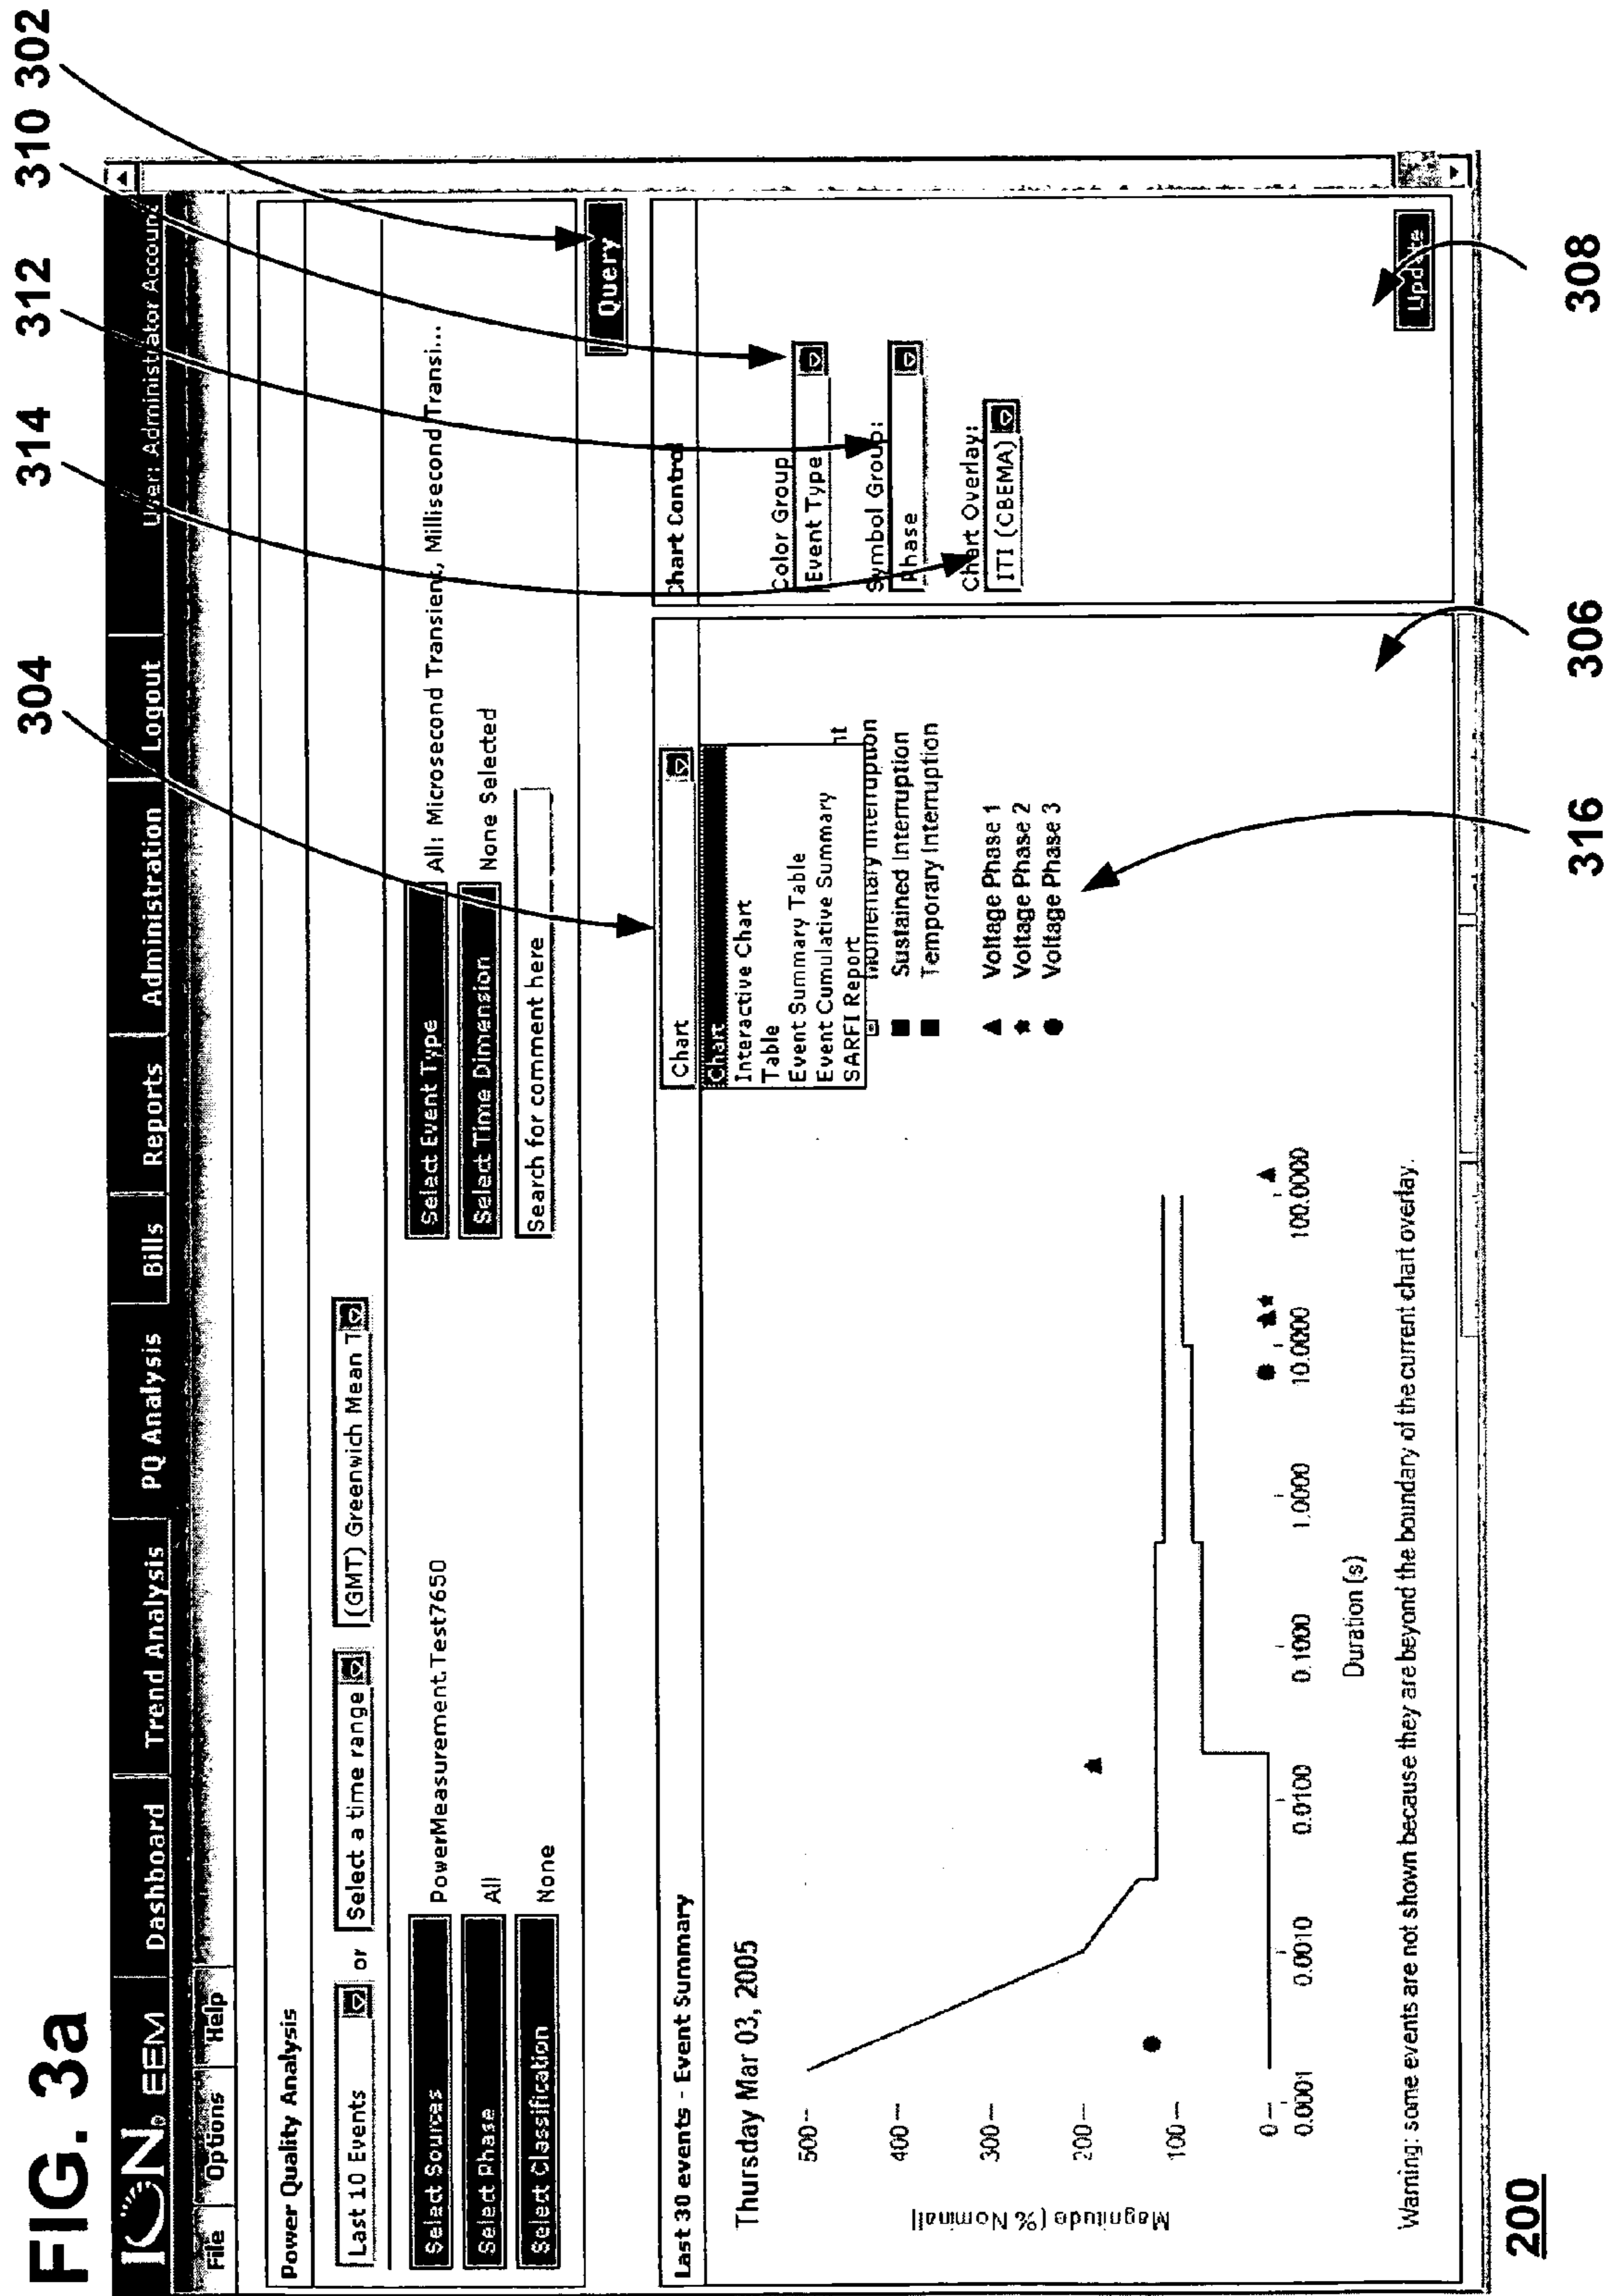 FIG. 3a
304
314
312
310
302
ION® EEM
Dashboard
Trend Analysis
PQ Analysis
Bills
Reports
Administration
Logout
User: Administrator Account
File
Options
Help
Power Quality Analysis
Last 10 Events
or
Select a time range
(GMT) Greenwich Mean T
Select Sources
PowerMeasurement.Test7650
Select Event Type
All: Microsecond Transient, Millisecond Transi...
Select Phase
All
Select Time Dimension
None Selected
Select Classification
None
Search for comment here
Query
Last 30 events - Event Summary
Chart
Chart
Interactive Chart
Table
Event Summary Table
Event Cumulative Summary
SARFI Report
nt
Momentary Interruption
Sustained Interruption
Temporary Interruption
Voltage Phase 1
Voltage Phase 2
Voltage Phase 3
Chart Control
Color Group
Event Type
Symbol Group:
Phase
Chart Overlay:
ITI (CBEMA)
Update
Thursday Mar 03, 2005
Magnitude (% Nominal)
500
400
300
200
100
0
0.0001
0.0010
0.0100
0.1000
1.0000
10.0000
100.0000
Duration (s)
Warning: some events are not shown because they are beyond the boundary of the current chart overlay.
200
316
306
308